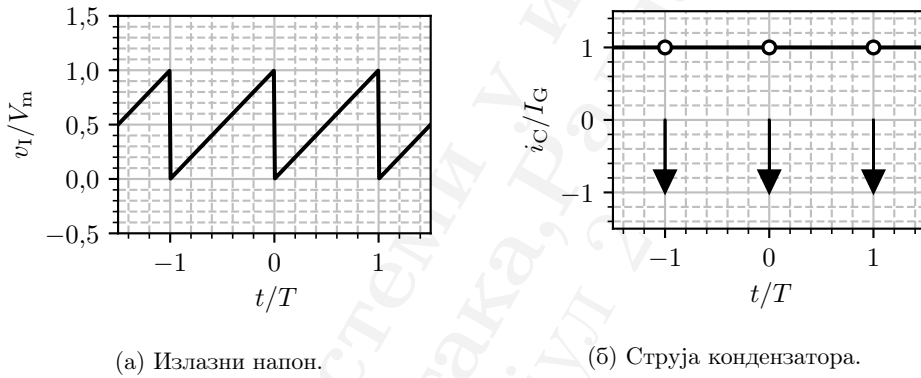 1,5
1,0
0,5
0,0
−0,5
v_I/V_m
−1 0 1
t/T
(а) Излазни напон.
1
0
−1
i_C/I_G
−1 0 1
t/T
(б) Струја кондензатора.